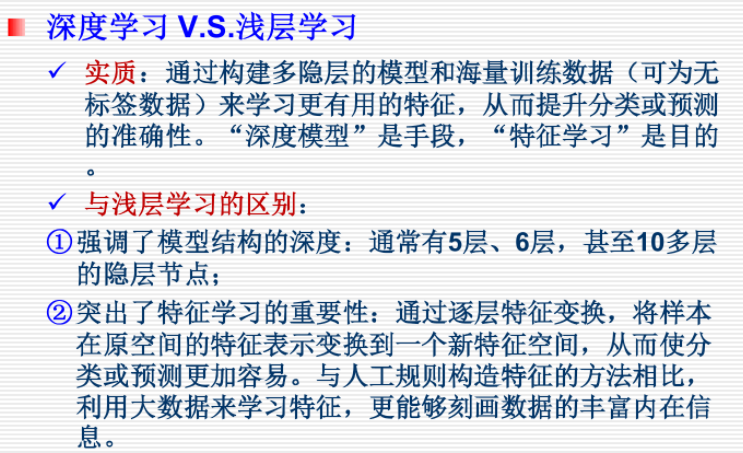 深度学习 V.S.浅层学习
✓ 实质：通过构建多隐层的模型和海量训练数据（可为无
标签数据）来学习更有用的特征，从而提升分类或预测
的准确性。“深度模型”是手段，“特征学习”是目的
。
✓ 与浅层学习的区别：
①强调了模型结构的深度：通常有5层、6层，甚至10多层
的隐层节点；
②突出了特征学习的重要性：通过逐层特征变换，将样本
在原空间的特征表示变换到一个新特征空间，从而使分
类或预测更加容易。与人工规则构造特征的方法相比，
利用大数据来学习特征，更能够刻画数据的丰富内在信
息。